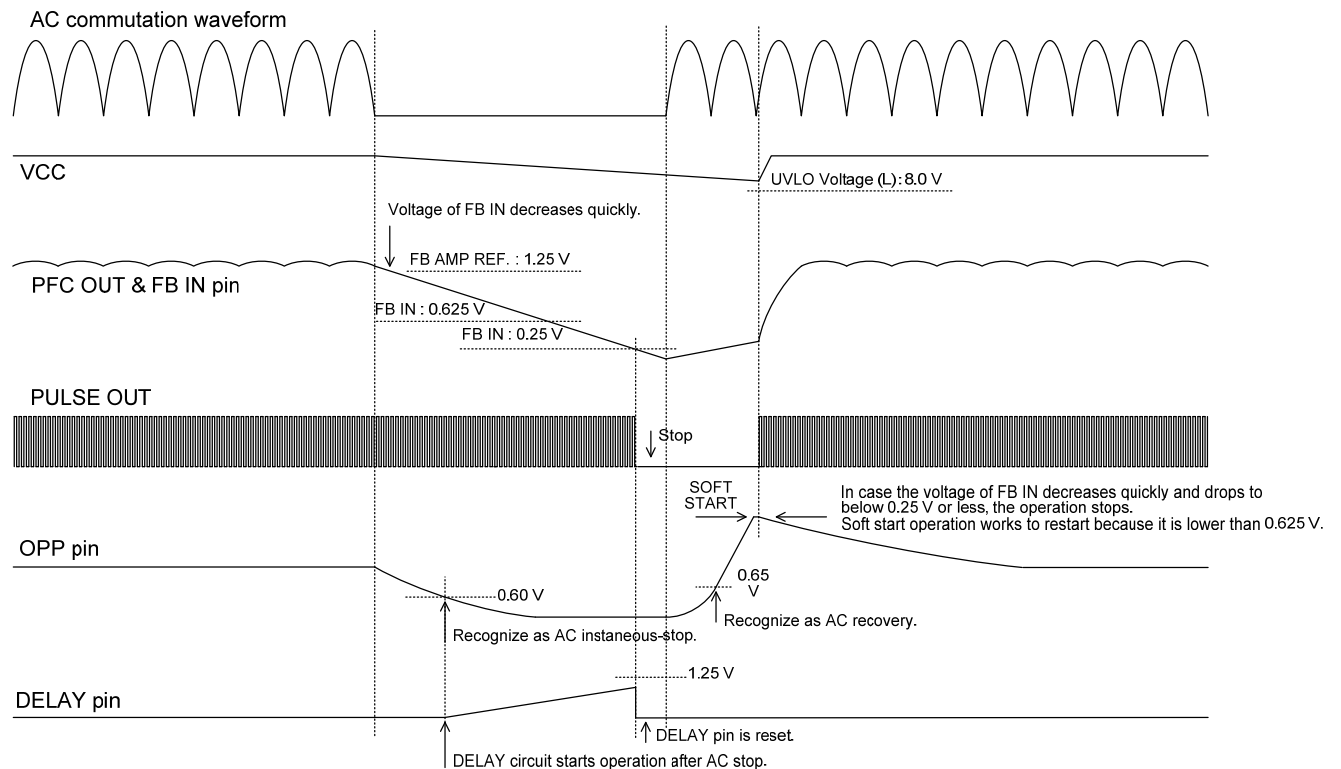 AC commutation waveform
VCC
UVLO Voltage (L): 8.0 V
Voltage of FB IN decreases quickly.
FB AMP REF. : 1.25 V
PFC OUT & FB IN pin
FB IN : 0.625 V
FB IN : 0.25 V
PULSE OUT
Stop
SOFT
START
In case the voltage of FB IN decreases quickly and drops to
below 0.25 V or less, the operation stops.
Soft start operation works to restart because it is lower than 0.625 V.
OPP pin
0.60 V
0.65
V
Recognize as AC instaneous-stop.
Recognize as AC recovery.
1.25 V
DELAY pin
DELAY pin is reset.
DELAY circuit starts operation after AC stop.